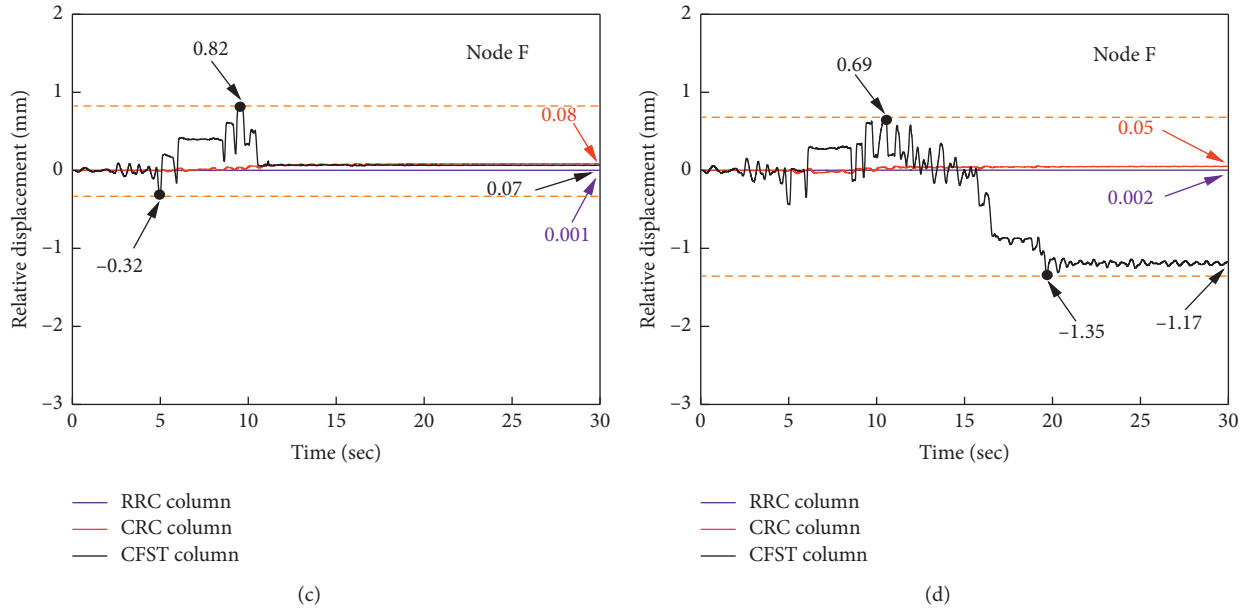 2
1
0
–1
–2
–3
Relative displacement (mm)
0
5
10
15
20
25
30
Time (sec)
Node F
0.82
–0.32
0.08
0.07
0.001
RRC column
CRC column
CFST column
(c)
2
1
0
–1
–2
–3
Relative displacement (mm)
0
5
10
15
20
25
30
Time (sec)
Node F
0.69
0.05
0.002
–1.35
–1.17
RRC column
CRC column
CFST column
(d)